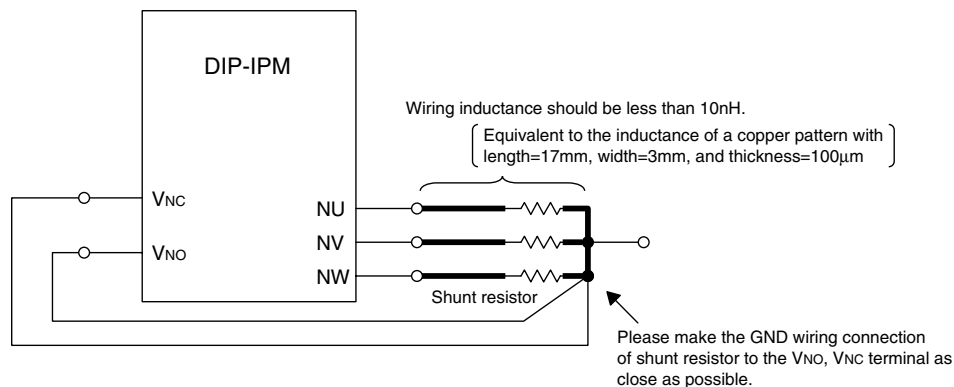 DIP-IPM
Wiring inductance should be less than 10nH.
Equivalent to the inductance of a copper pattern with
length=17mm, width=3mm, and thickness=100μm
VNC
VNO
NU
NV
NW
Shunt resistor
Please make the GND wiring connection
of shunt resistor to the VNO, VNC terminal as
close as possible.